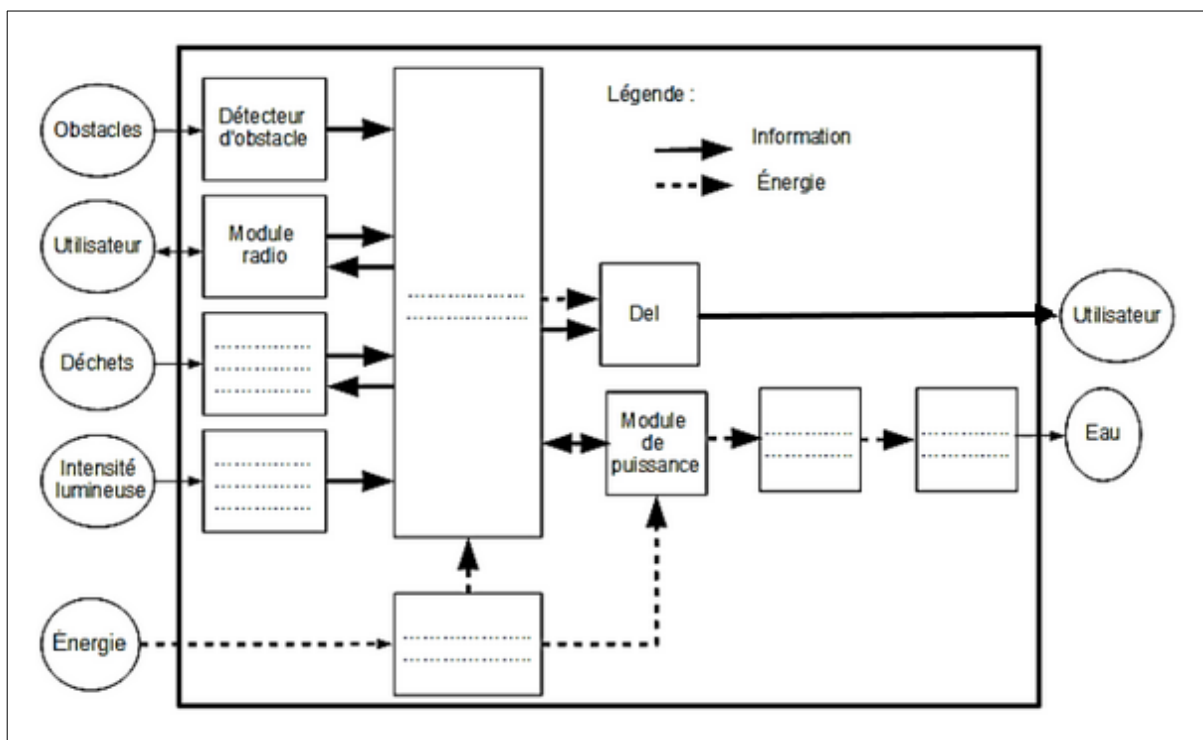 Obstacles
Détecteur
d'obstacle
Légende :
Information
Énergie
Utilisateur
Module
radio
Del
Utilisateur
Déchets
Module
de
puissance
Eau
Intensité
lumineuse
Énergie